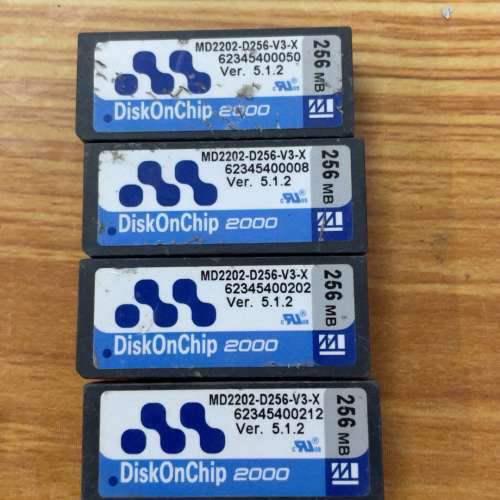 MD2202-D256-V3-X
62345400050
Ver. 5.1.2
256 MB
DiskOnChip 2000
MD2202-D256-V3-X
62345400008
Ver. 5.1.2
256 MB
DiskOnChip 2000
MD2202-D256-V3-X
62345400202
Ver. 5.1.2
256 MB
DiskOnChip 2000
MD2202-D256-V3-X
62345400212
Ver. 5.1.2
256 MB
DiskOnChip 2000